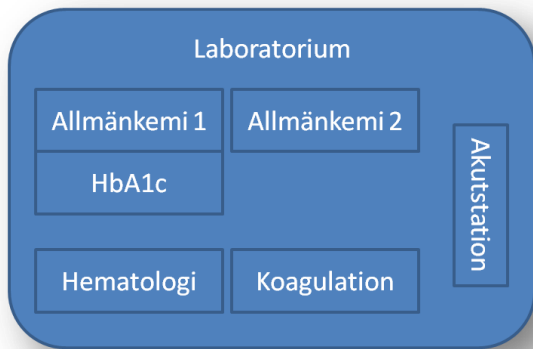 Laboratorium
Allmänkemi 1
Allmänkemi 2
HbA1c
Akutstation
Hematologi
Koagulation